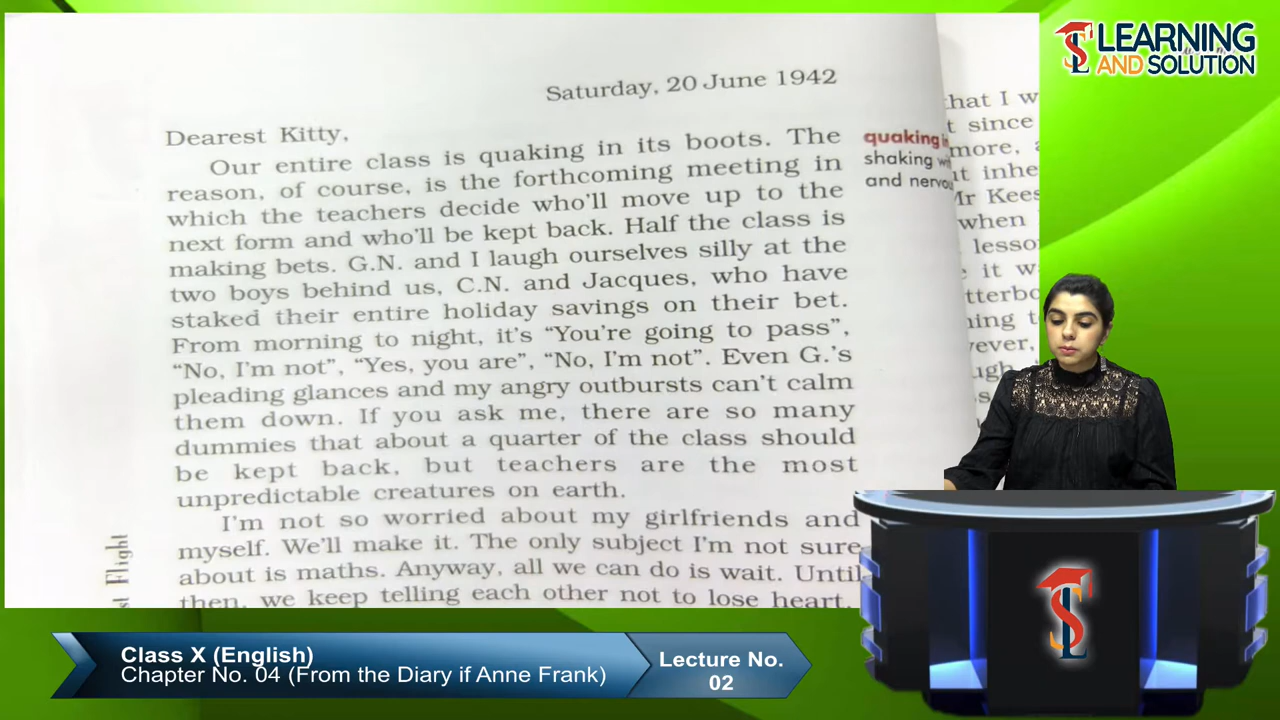 LEARNING
AND SOLUTION
Saturday, 20 June 1942
Dearest Kitty,
Our entire class is quaking in its boots. The
reason, of course, is the forthcoming meeting in
which the teachers decide who'll move up to the
next form and who'll be kept back. Half the class is
making bets. G.N. and I laugh ourselves silly at the
two boys behind us, C.N. and Jacques, who have
staked their entire holiday savings on their bet.
From morning to night, it's “You're going to pass”,
“No, I'm not”, “Yes, you are”, “No, I'm not”. Even G.'s
pleading glances and my angry outbursts can't calm
them down. If you ask me, there are so many
dummies that about a quarter of the class should
be kept back, but teachers are the most
unpredictable creatures on earth.
I'm not so worried about my girlfriends and
myself. We'll make it. The only subject I'm not sure
about is maths. Anyway, all we can do is wait. Until
then, we keep telling each other not to lose heart.
quaking
shaking
and
Flight
that I
since
more,
Mr Kees
when
it
Class X (English)
Chapter No. 04 (From the Diary if Anne Frank)
Lecture No.
02